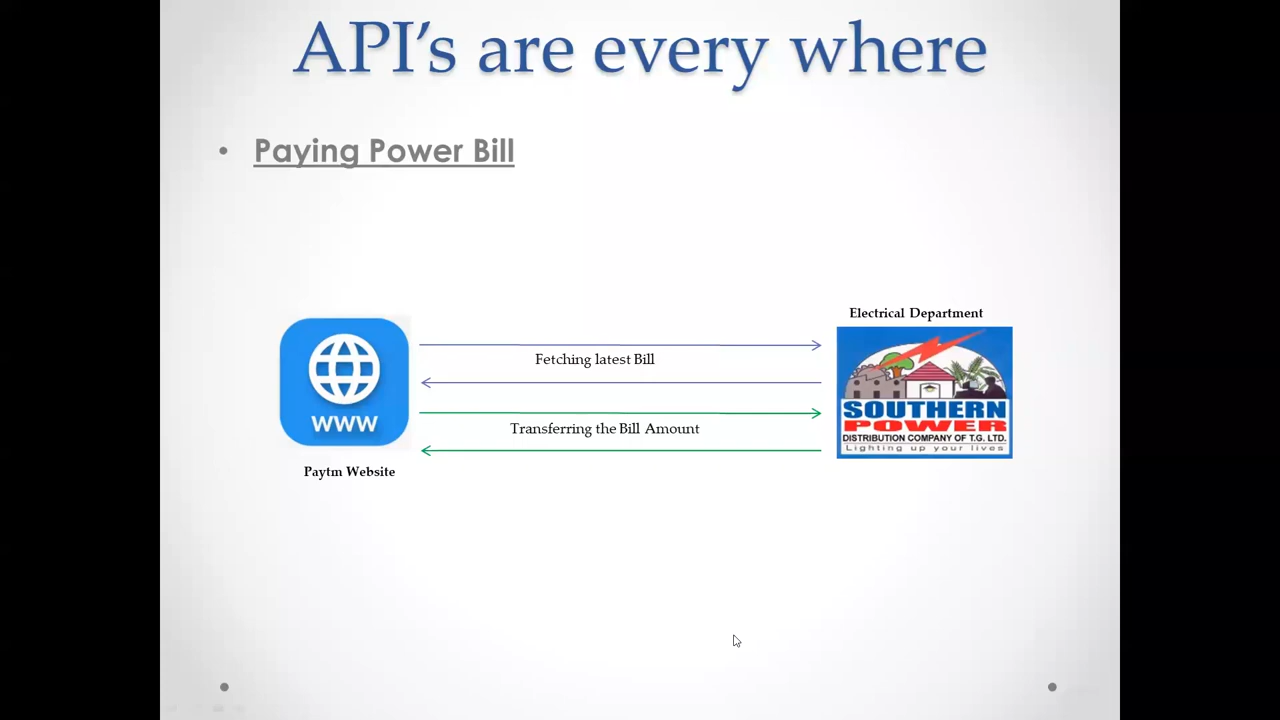 API's are every where
• Paying Power Bill
Electrical Department
Fetching latest Bill
Transferring the Bill Amount
www
Paytm Website
SOUTHERN
POWER
DISTRIBUTION COMPANY OF T.G. LTD.
Lighting up your lives